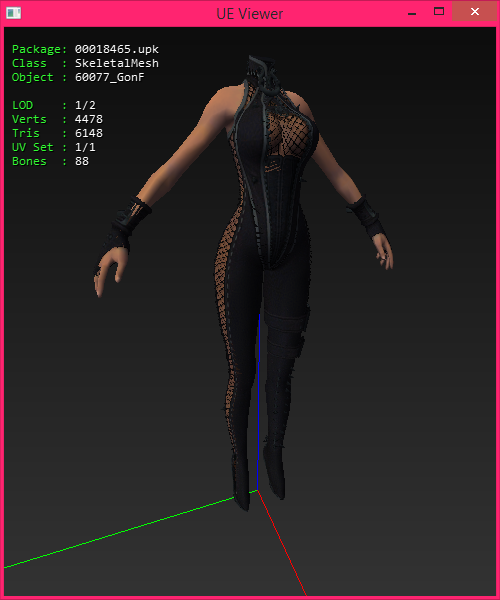 UE Viewer
Package: 00018465.upk
Class : SkeletalMesh
Object : 60077_GonF
LOD : 1/2
Verts : 4478
Tris : 6148
UV Set : 1/1
Bones : 88